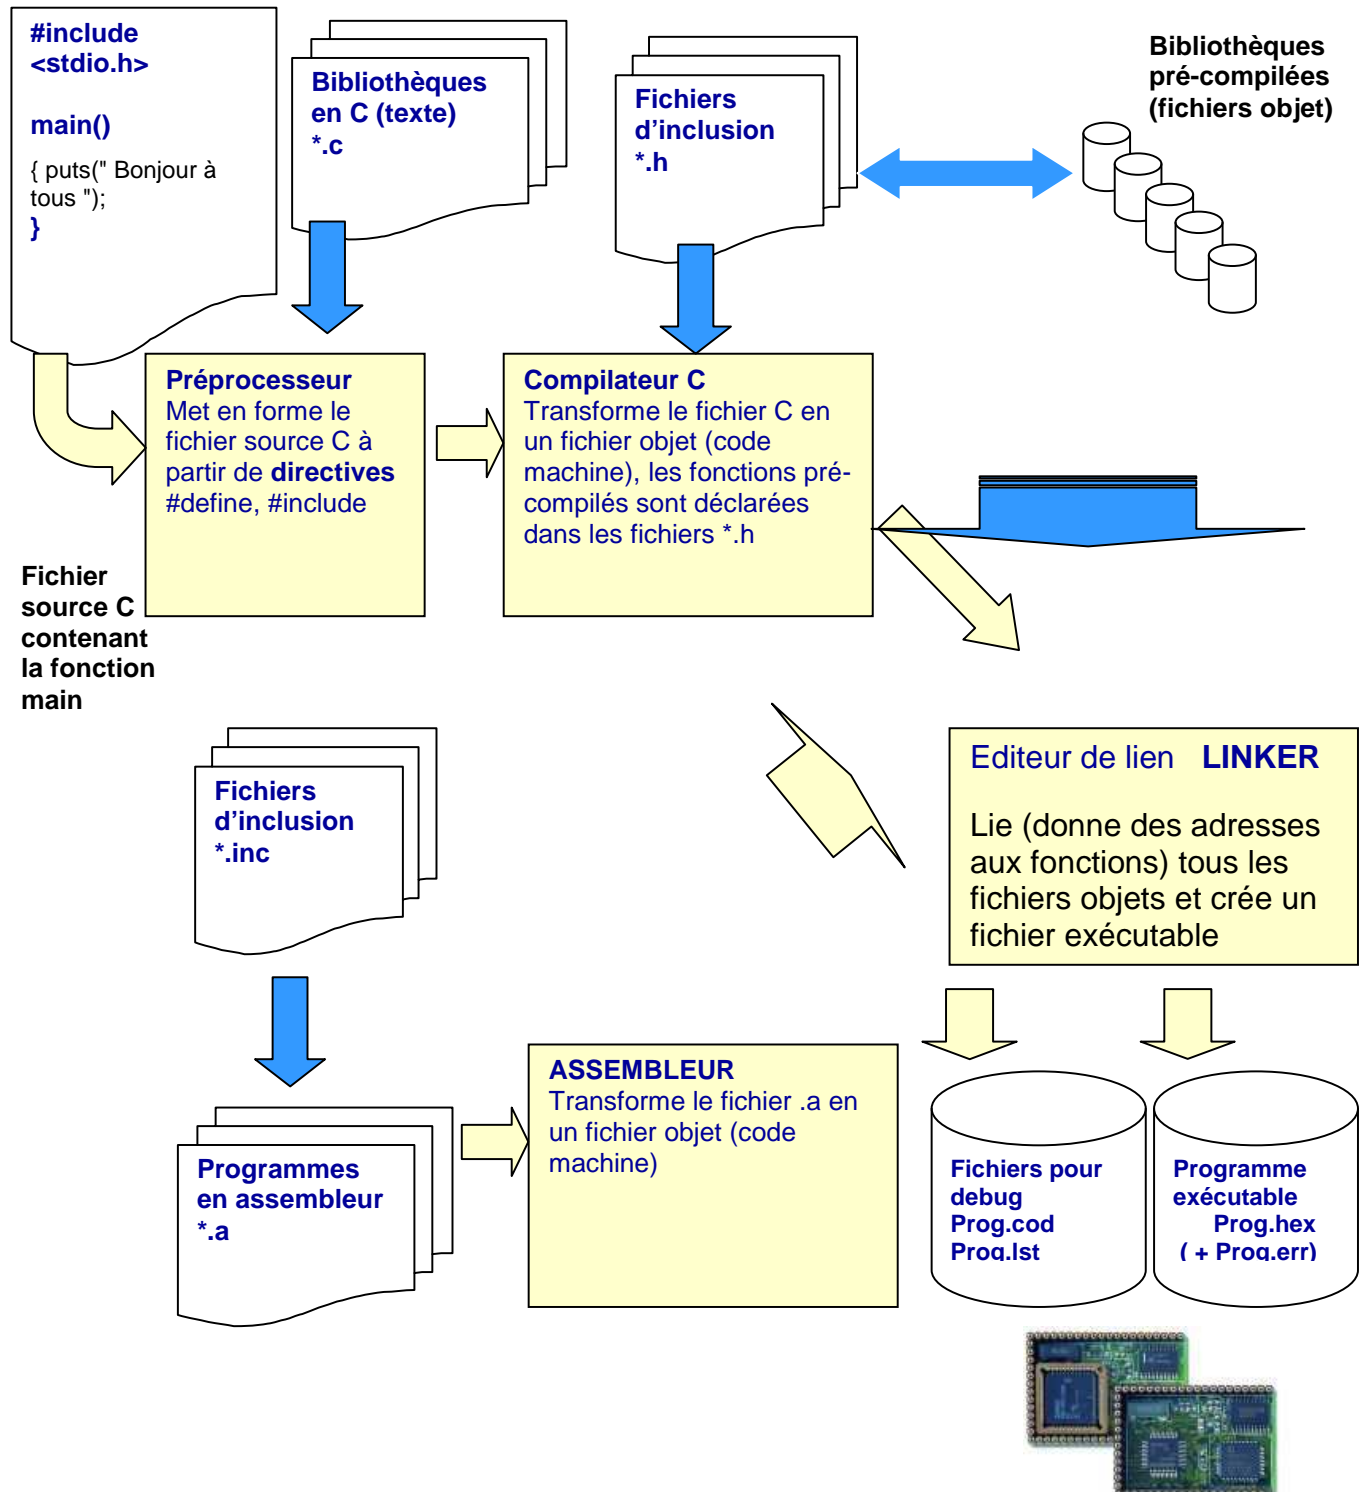 #include
<stdio.h>
main()
{ puts(" Bonjour à
tous ");
}
Bibliothèques
en C (texte)
*.c
Fichiers
d’inclusion
*.h
Bibliothèques
pré-compilées
(fichiers objet)
Préprocesseur
Met en forme le
fichier source C à
partir de directives
#define, #include
Compilateur C
Transforme le fichier C en
un fichier objet (code
machine), les fonctions pré-
compilés sont déclarées
dans les fichiers *.h
Fichier
source C
contenant
la fonction
main
Fichiers
d’inclusion
*.inc
Editeur de lien LINKER
Lie (donne des adresses
aux fonctions) tous les
fichiers objets et crée un
fichier exécutable
Programmes
en assembleur
*.a
ASSEMBLEUR
Transforme le fichier .a en
un fichier objet (code
machine)
Fichiers pour
debug
Prog.cod
Prog.lst
Programme
exécutable
Prog.hex
( + Prog.err)